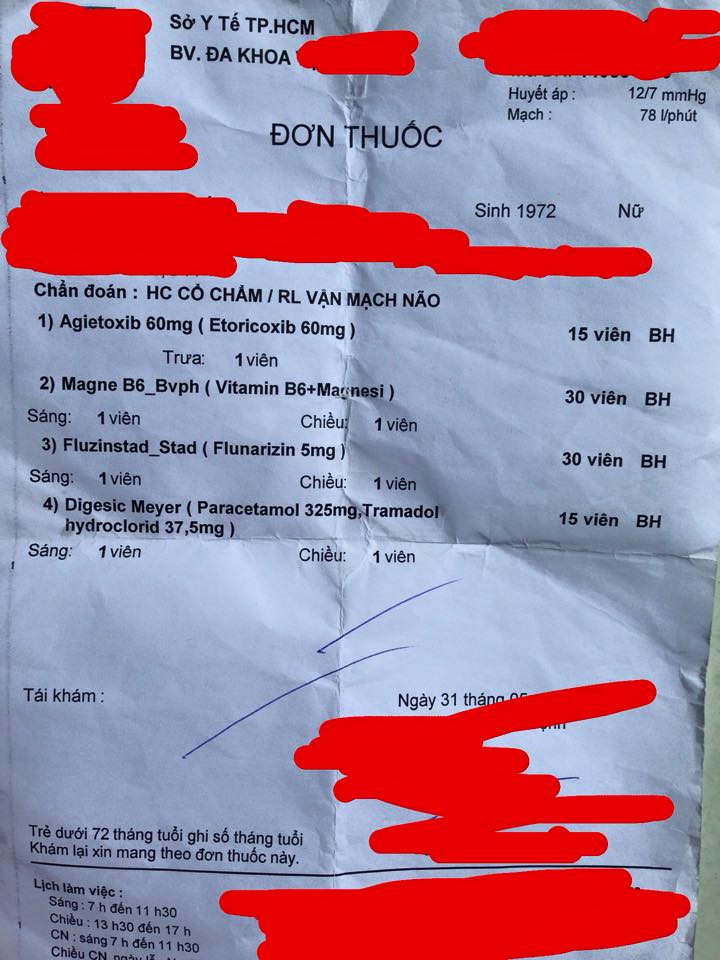 Sở Y Tế TP.HCM
BV. ĐA KHOA
Huyết áp : 12/7 mmHg
Mạch : 78 l/phút
ĐƠN THUỐC
Sinh 1972 Nữ
Chẩn đoán : HC CỔ CHẨM / RL VẬN MẠCH NÃO
1) Agietoxib 60mg ( Etoricoxib 60mg ) 15 viên BH
Trưa: 1 viên
2) Magne B6_Bvph ( Vitamin B6+Magnesi ) 30 viên BH
Sáng: 1 viên Chiều: 1 viên
3) Fluzinstad_Stad ( Flunarizin 5mg ) 30 viên BH
Sáng: 1 viên Chiều: 1 viên
4) Digesic Meyer ( Paracetamol 325mg,Tramadol
hydroclorid 37,5mg ) 15 viên BH
Sáng: 1 viên Chiều: 1 viên
Tái khám :
Ngày 31 tháng
Trẻ dưới 72 tháng tuổi ghi số tháng tuổi
Khám lại xin mang theo đơn thuốc này.
Lịch làm việc :
Sáng : 7 h đến 11 h30
Chiều : 13 h30 đến 17 h
CN : sáng 7 h đến 11 h30
Chiều CN, ngày lễ